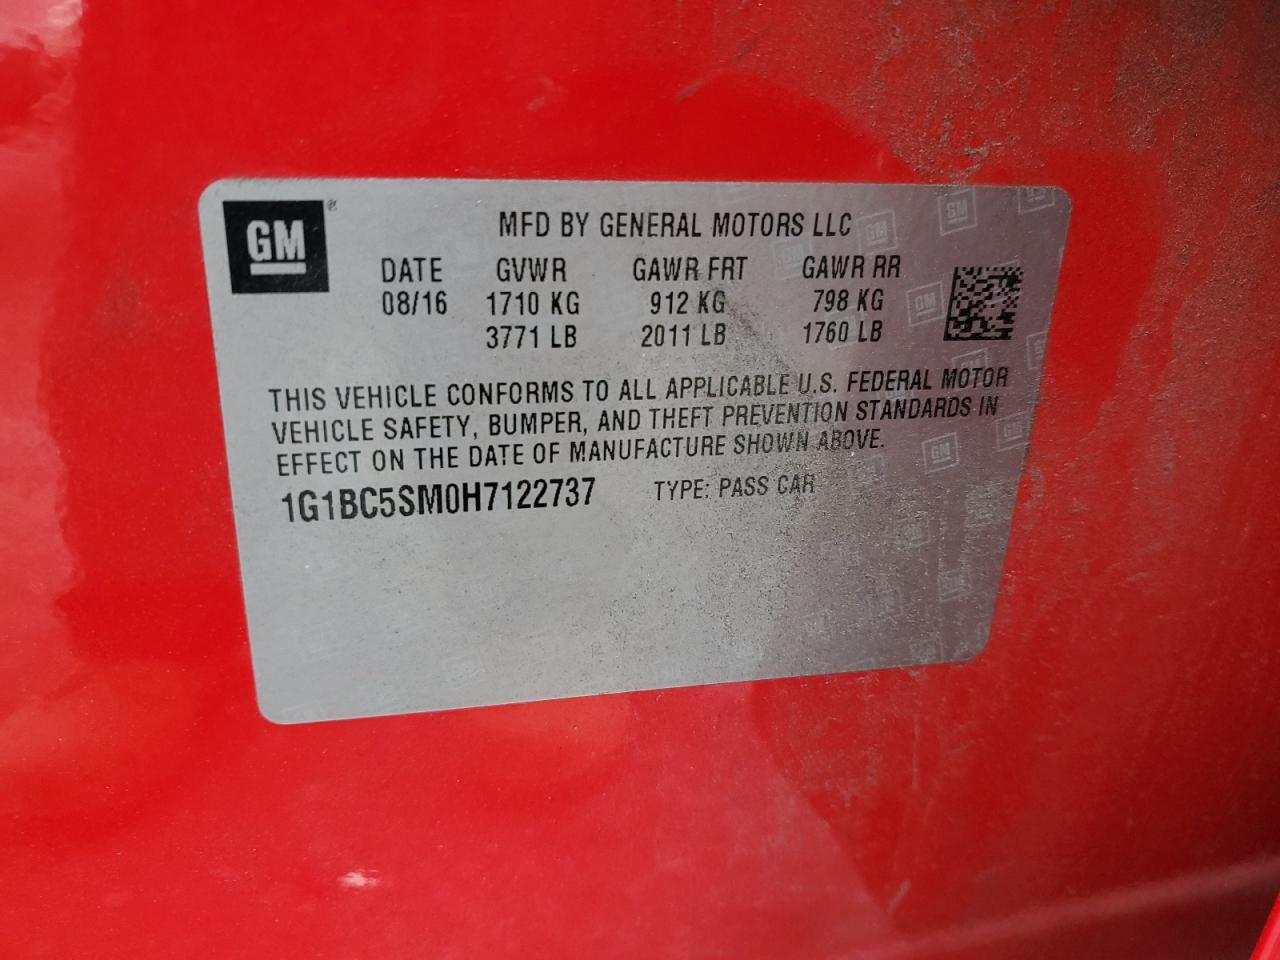 GM®
MFD BY GENERAL MOTORS LLC
DATE GVWR GAWR FRT GAWR RR
08/16 1710 KG 912 KG 798 KG
3771 LB 2011 LB 1760 LB
THIS VEHICLE CONFORMS TO ALL APPLICABLE U.S. FEDERAL MOTOR
VEHICLE SAFETY, BUMPER, AND THEFT PREVENTION STANDARDS IN
EFFECT ON THE DATE OF MANUFACTURE SHOWN ABOVE.
1G1BC5SM0H7122737 TYPE: PASS CAR